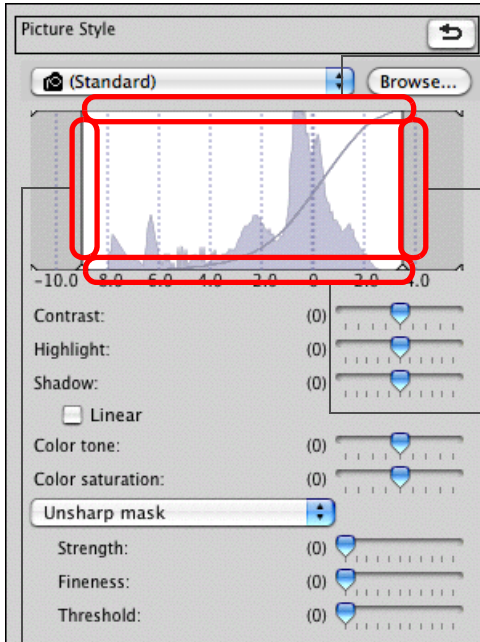 Picture Style
(Standard) Browse...
-10.0 -8.0 -6.0 -4.0 -2.0 0 2.0 4.0
Contrast: (0)
Highlight: (0)
Shadow: (0)
Linear
Color tone: (0)
Color saturation: (0)
Unsharp mask
Strength: (0)
Fineness: (0)
Threshold: (0)